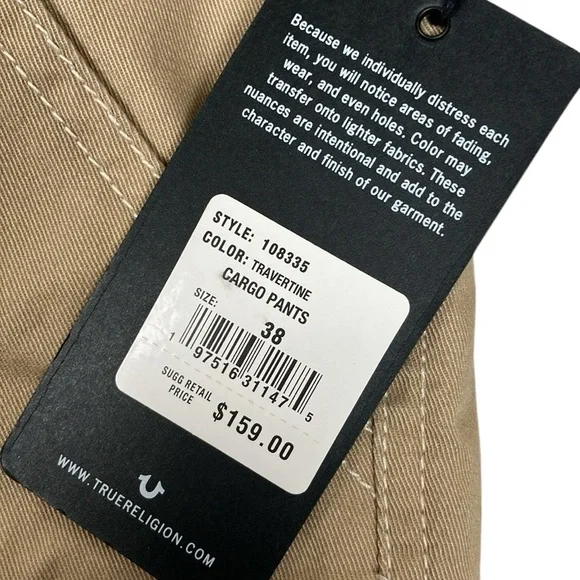 Because we individually distress each
item, you will notice areas of fading,
wear, and even holes. Color may
transfer onto lighter fabrics. These
nuances are intentional and add to the
character and finish of our garment.
STYLE: 108335
COLOR: TRAVERTINE
CARGO PANTS
SIZE: 38
1 97516 31147 5
SUGG RETAIL
PRICE $159.00
WWW.TRUERELIGION.COM